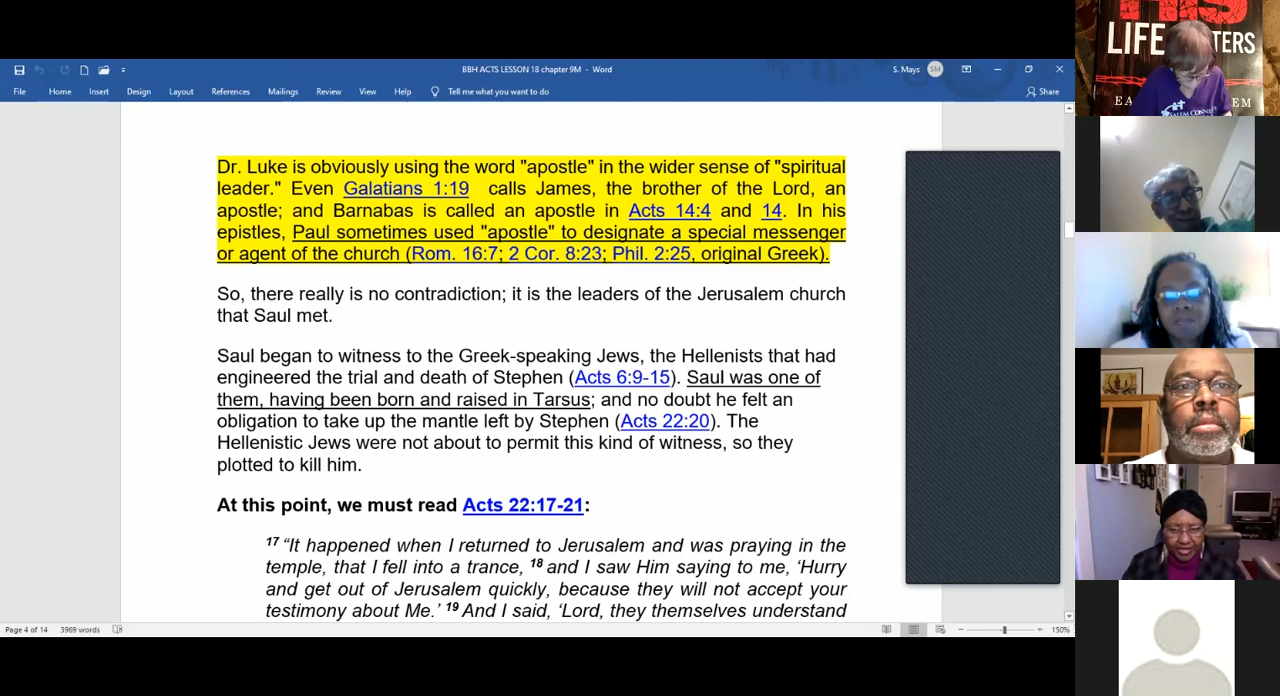 BBH ACTS LESSON 18 chapter 9M - Word
S. Mays
SM
File Home Insert Design Layout References Mailings Review View Help Tell me what you want to do
Share
Dr. Luke is obviously using the word "apostle" in the wider sense of "spiritual
leader." Even Galatians 1:19 calls James, the brother of the Lord, an
apostle; and Barnabas is called an apostle in Acts 14:4 and 14. In his
epistles, Paul sometimes used "apostle" to designate a special messenger
or agent of the church (Rom. 16:7; 2 Cor. 8:23; Phil. 2:25, original Greek).
So, there really is no contradiction; it is the leaders of the Jerusalem church
that Saul met.
Saul began to witness to the Greek-speaking Jews, the Hellenists that had
engineered the trial and death of Stephen (Acts 6:9-15). Saul was one of
them, having been born and raised in Tarsus; and no doubt he felt an
obligation to take up the mantle left by Stephen (Acts 22:20). The
Hellenistic Jews were not about to permit this kind of witness, so they
plotted to kill him.
At this point, we must read Acts 22:17-21:
17 “It happened when I returned to Jerusalem and was praying in the
temple, that I fell into a trance, 18 and I saw Him saying to me, ‘Hurry
and get out of Jerusalem quickly, because they will not accept your
testimony about Me.’ 19 And I said, ‘Lord, they themselves understand
Page 4 of 14 3969 words
150%
HIS
LIFE